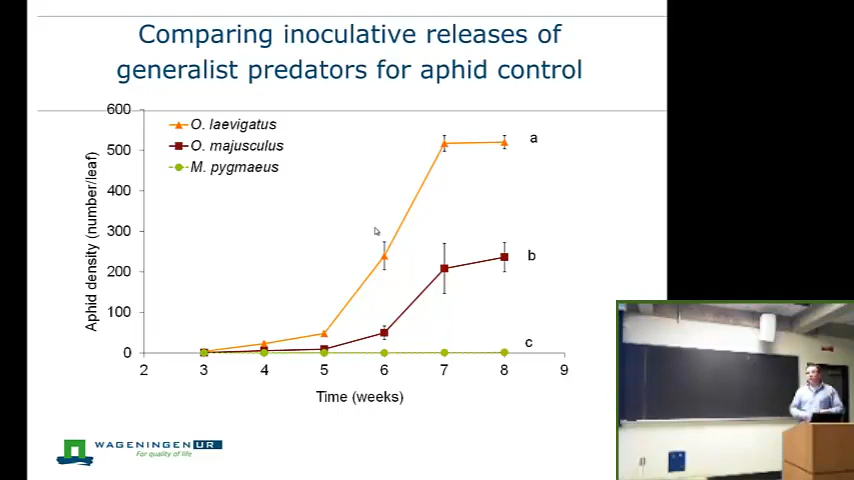 Comparing inoculative releases of
generalist predators for aphid control
600
500
400
300
200
100
0
Aphid density (number/leaf)
O. laevigatus
O. majusculus
M. pygmaeus
a
b
c
2 3 4 5 6 7 8 9
Time (weeks)
WAGENINGEN UR
For quality of life